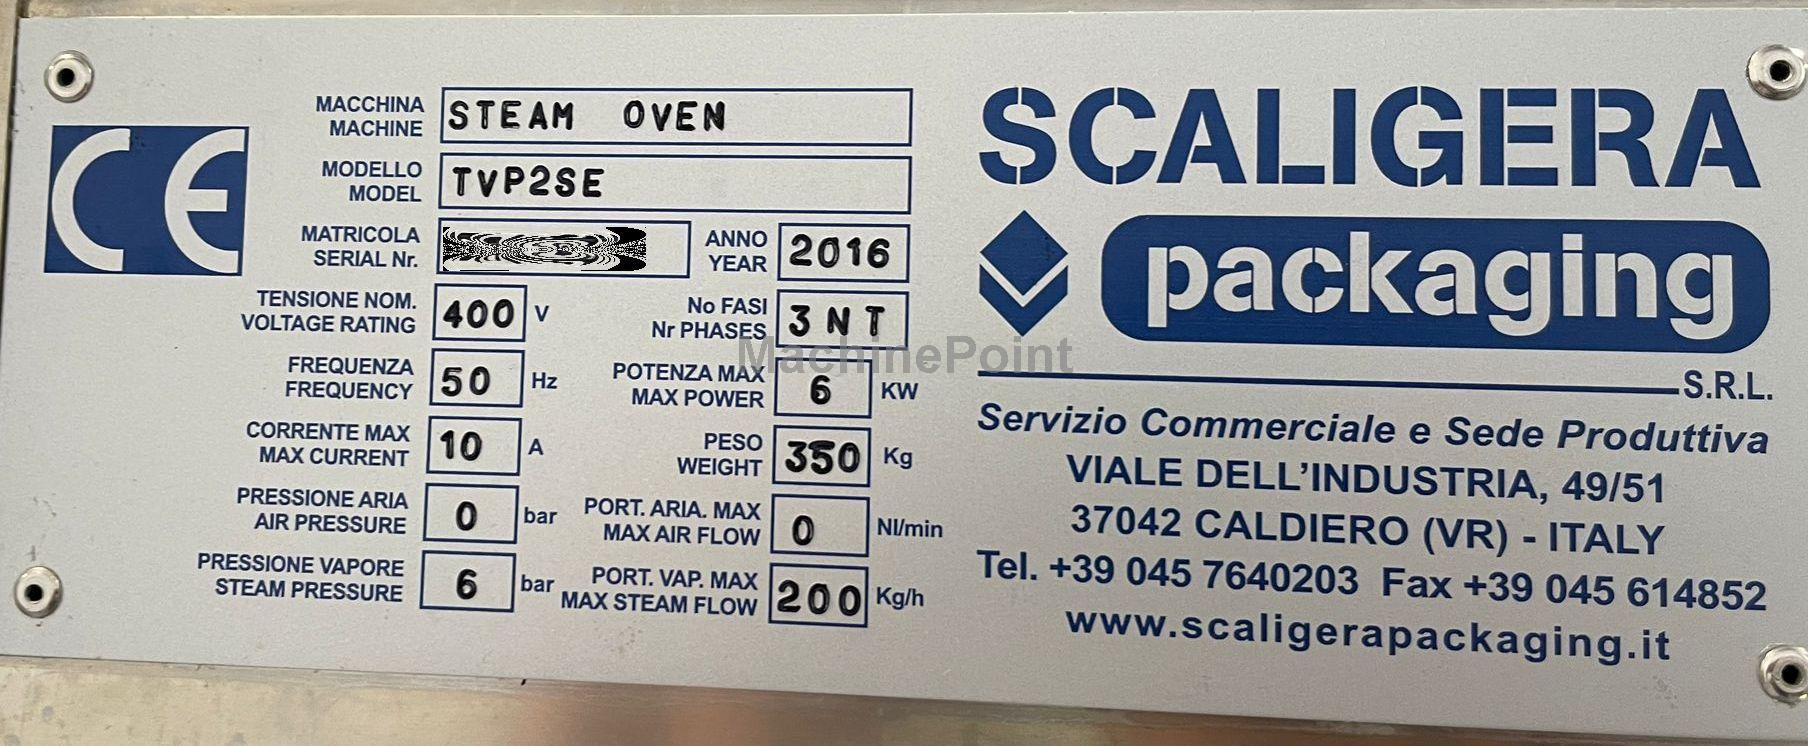 CE
MACCHINA
MACHINE
STEAM OVEN
MODELLO
MODEL
TVP2SE
MATRICOLA
SERIAL Nr.
ANNO
YEAR
2016
TENSIONE NOM.
VOLTAGE RATING
400 V
No FASI
Nr PHASES
3NT
FREQUENZA
FREQUENCY
50 Hz
POTENZA MAX
MAX POWER
6 KW
CORRENTE MAX
MAX CURRENT
10 A
PESO
WEIGHT
350 Kg
PRESSIONE ARIA
AIR PRESSURE
0 bar
PORT. ARIA. MAX
MAX AIR FLOW
0 Nl/min
PRESSIONE VAPORE
STEAM PRESSURE
6 bar
PORT. VAP. MAX
MAX STEAM FLOW
200 Kg/h
SCALIGERA
packaging
S.R.L.
Servizio Commerciale e Sede Produttiva
VIALE DELL'INDUSTRIA, 49/51
37042 CALDIERO (VR) - ITALY
Tel. +39 045 7640203 Fax +39 045 614852
www.scaligerapackaging.it
MachinePoint